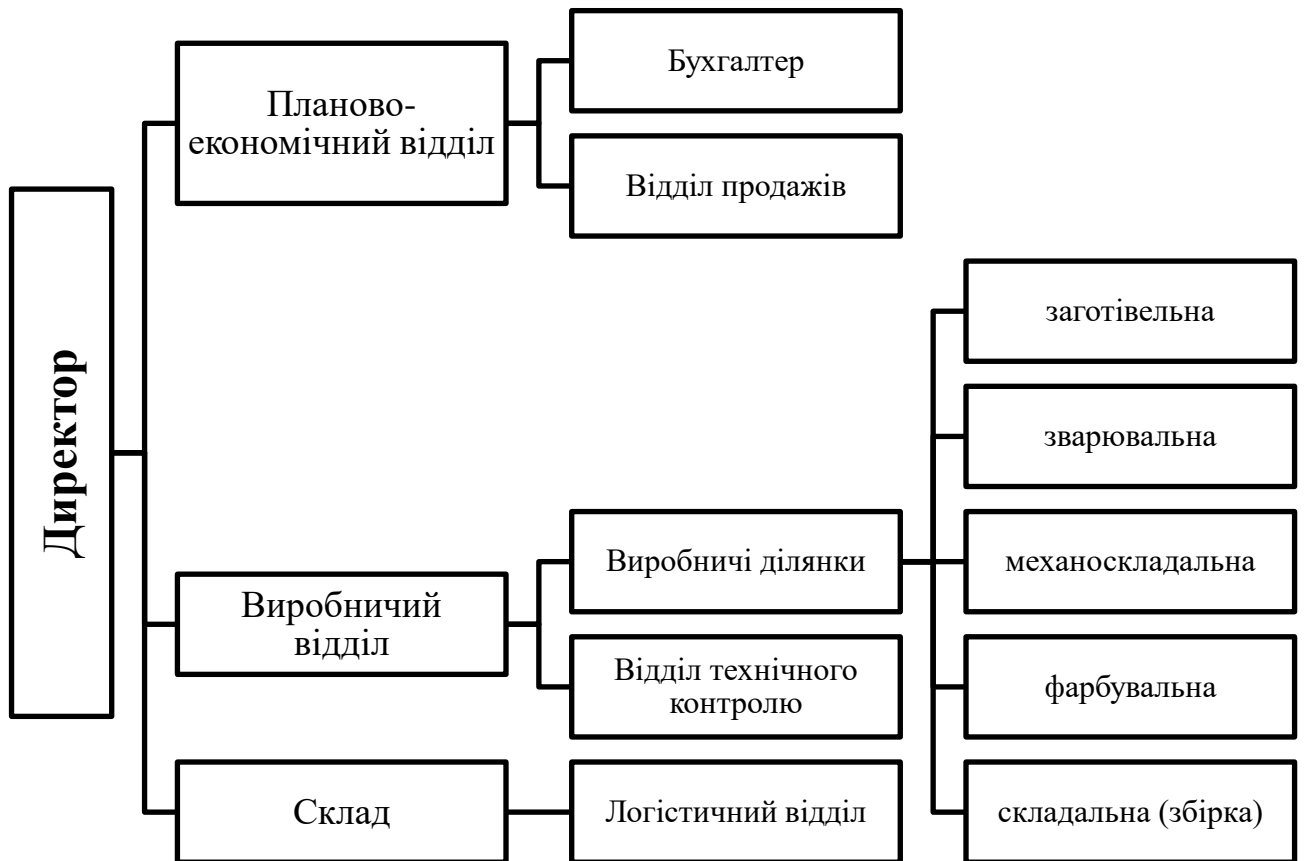 Директор
Планово-
економічний відділ
Бухгалтер
Відділ продажів
Виробничий
відділ
Виробничі ділянки
заготівельна
зварювальна
механоскладальна
фарбувальна
складальна (збірка)
Відділ технічного
контролю
Склад
Логістичний відділ